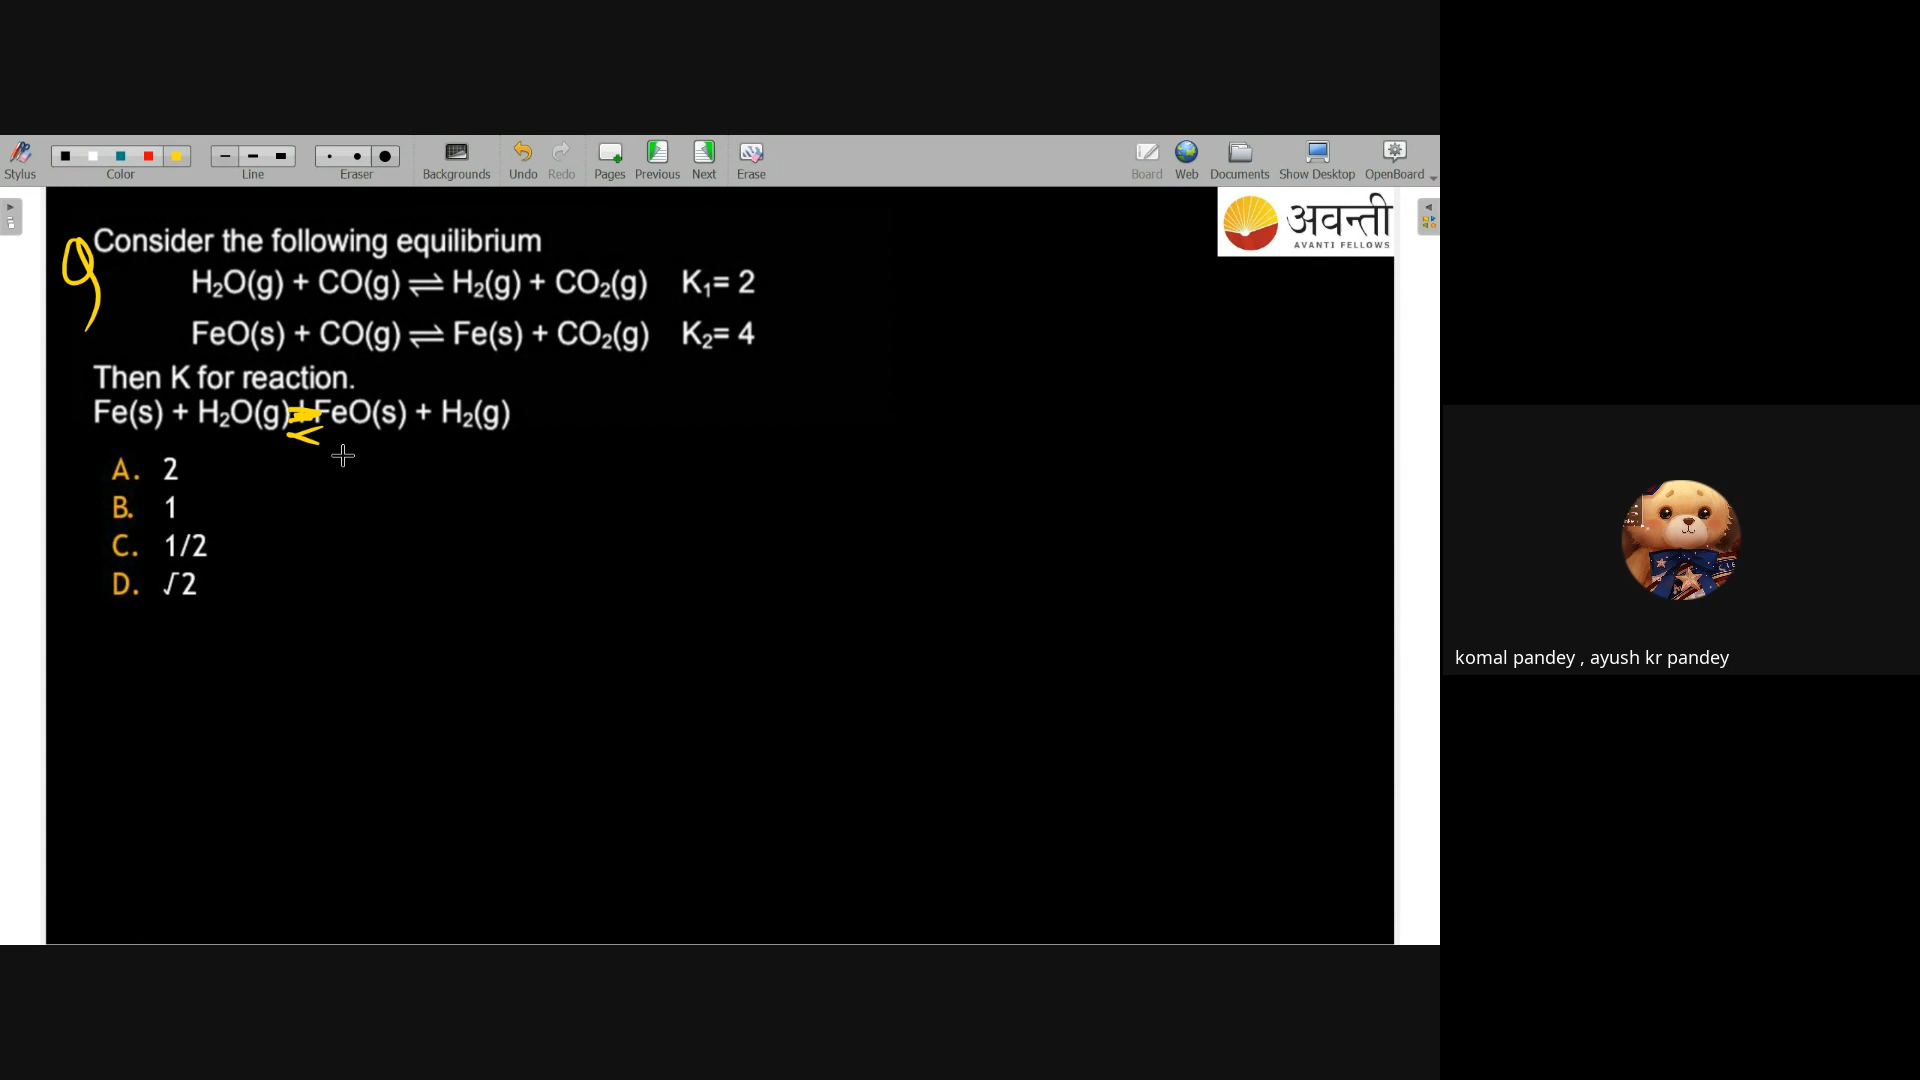 Stylus
Color
Line
Eraser
Backgrounds
Undo
Redo
Pages
Previous
Next
Erase
Board
Web
Documents
Show Desktop
OpenBoard
अवन्ती
AVANTI FELLOWS
9
Consider the following equilibrium
H₂O(g) + CO(g) ⇌ H₂(g) + CO₂(g) K₁= 2
FeO(s) + CO(g) ⇌ Fe(s) + CO₂(g) K₂= 4
Then K for reaction.
Fe(s) + H₂O(g) ⇌ FeO(s) + H₂(g)
A. 2
B. 1
C. 1/2
D. √2
komal pandey , ayush kr pandey